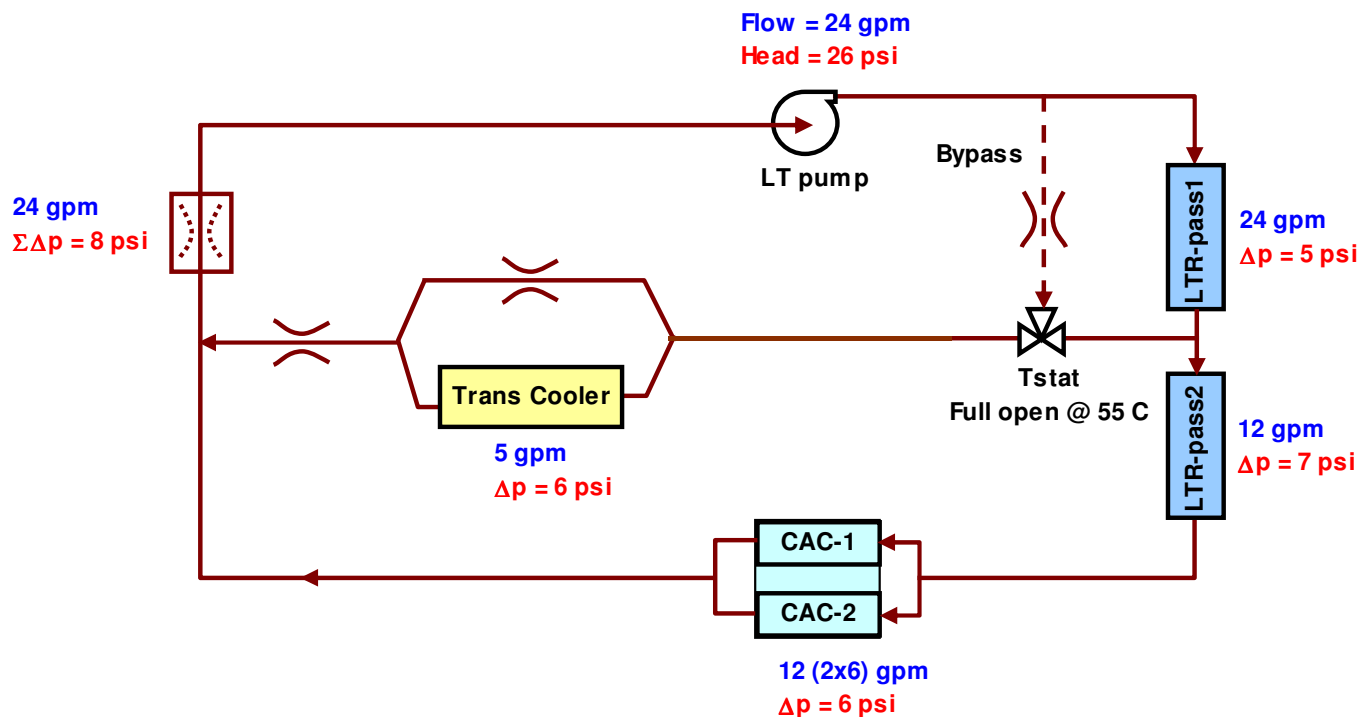 Flow = 24 gpm
Head = 26 psi
Bypass
LT pump
24 gpm
ΣΔp = 8 psi
LTR-pass1
24 gpm
Δp = 5 psi
Trans Cooler
5 gpm
Δp = 6 psi
Tstat
Full open @ 55 C
LTR-pass2
12 gpm
Δp = 7 psi
CAC-1
CAC-2
12 (2x6) gpm
Δp = 6 psi